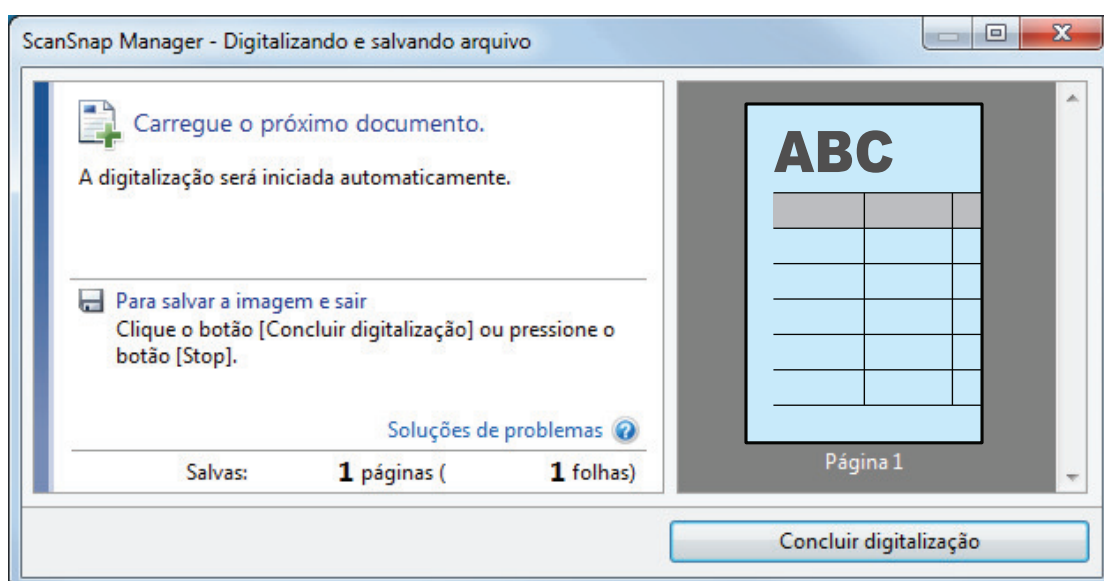 ScanSnap Manager - Digitalizando e salvando arquivo
Carregue o próximo documento.
A digitalização será iniciada automaticamente.
Para salvar a imagem e sair
Clique o botão [Concluir digitalização] ou pressione o
botão [Stop].
Soluções de problemas
Salvas: 1 páginas ( 1 folhas)
ABC
Página 1
Concluir digitalização